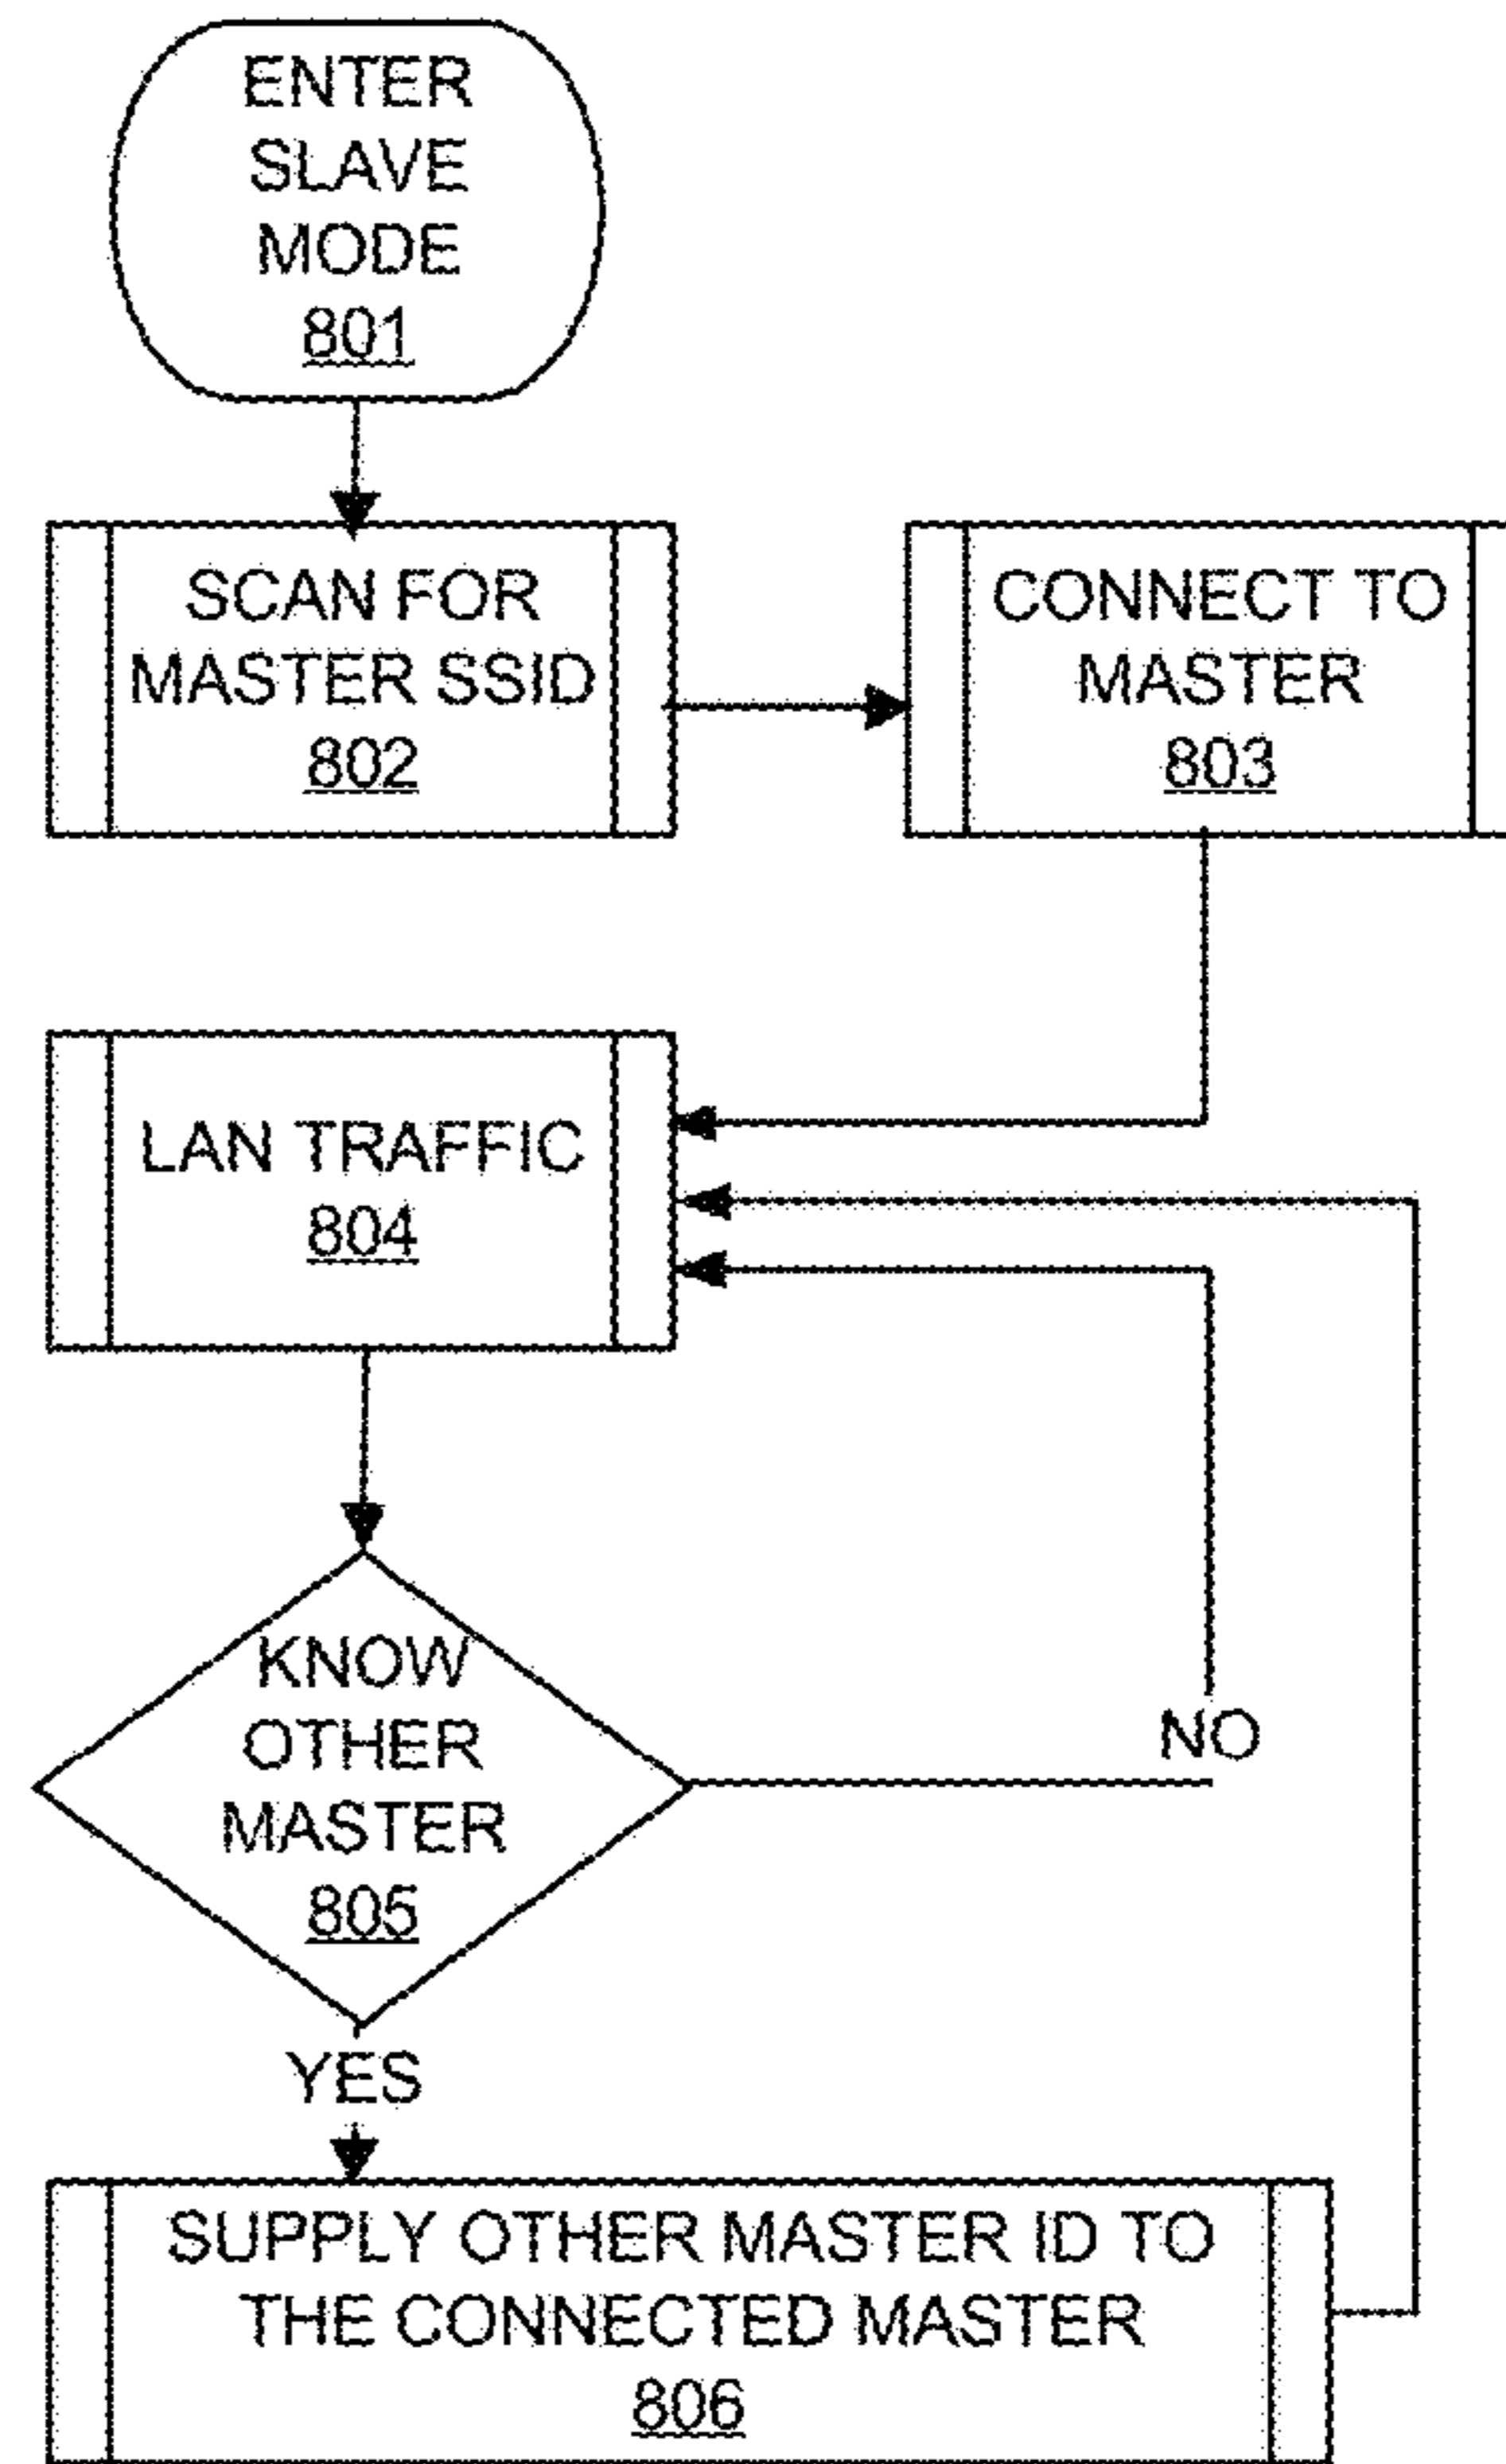 ENTER
SLAVE
MODE
801
SCAN FOR
MASTER SSID
802
CONNECT TO
MASTER
803
LAN TRAFFIC
804
KNOW
OTHER
MASTER
805
NO
YES
SUPPLY OTHER MASTER ID TO
THE CONNECTED MASTER
806